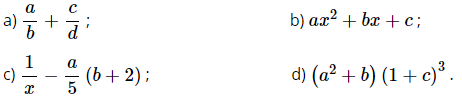 a) a/b + c/d ; b) ax² + bx + c ;
c) 1/x − a/5 (b + 2) ; d) (a² + b) (1 + c)³ .